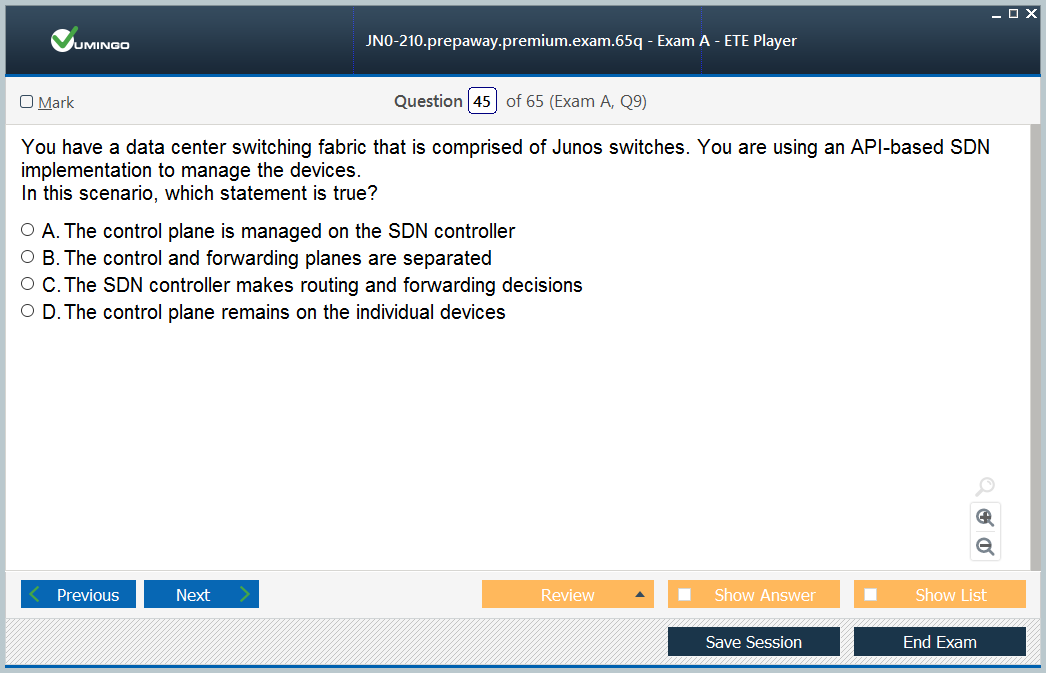 VUMINGO
JN0-210.prepaway.premium.exam.65q - Exam A - ETE Player
Mark
Question 45 of 65 (Exam A, Q9)
You have a data center switching fabric that is comprised of Junos switches. You are using an API-based SDN
implementation to manage the devices.
In this scenario, which statement is true?
A. The control plane is managed on the SDN controller
B. The control and forwarding planes are separated
C. The SDN controller makes routing and forwarding decisions
D. The control plane remains on the individual devices
Previous
Next
Review
Show Answer
Show List
Save Session
End Exam